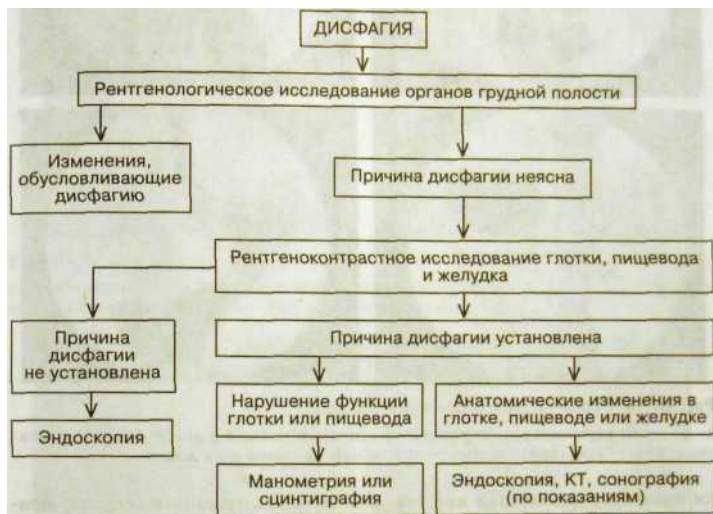 ДИСФАГИЯ
Рентгенологическое исследование органов грудной полости
Изменения,
обусловливающие
дисфагию
Причина дисфагии неясна
Рентгеноконтрастное исследование глотки, пищевода
и желудка
Причина
дисфагии
не установлена
Причина дисфагии установлена
Нарушение функции
глотки или пищевода
Анатомические изменения в
глотке, пищеводе или желудке
Эндоскопия
Манометрия или
сцинтиграфия
Эндоскопия, КТ, сонография
(по показаниям)